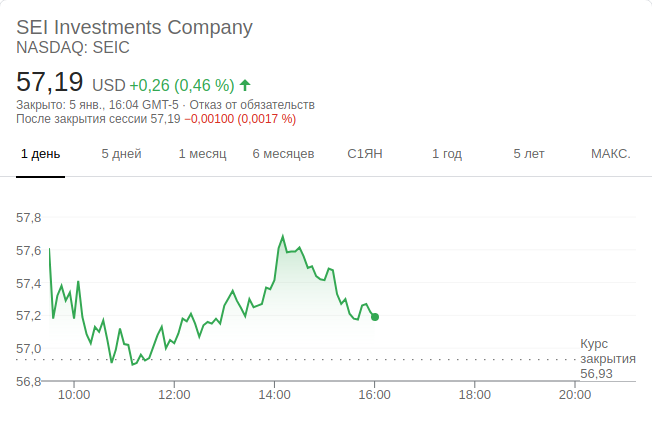 SEI Investments Company
NASDAQ: SEIC
57,19 USD +0,26 (0,46 %)
Закрыто: 5 янв., 16:04 GMT-5 · Отказ от обязательств
После закрытия сессии 57,19 −0,00100 (0,0017 %)
1 день 5 дней 1 месяц 6 месяцев С1ЯН 1 год 5 лет МАКС.
57,8
57,6
57,4
57,2
57,0
56,8
Курс
закрытия
56,93
10:00 12:00 14:00 16:00 18:00 20:00